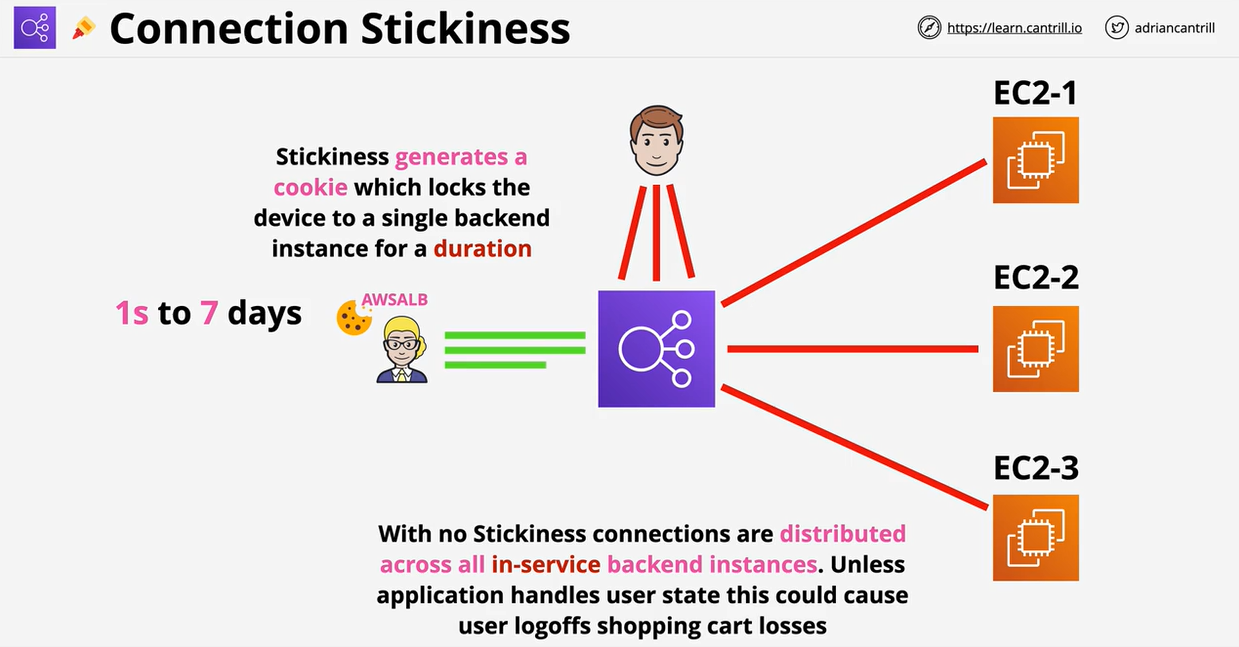 Connection Stickiness
https://learn.cantrill.io
adriancantrill
EC2-1
Stickiness generates a
cookie which locks the
device to a single backend
instance for a duration
EC2-2
1s to 7 days
AWSALB
EC2-3
With no Stickiness connections are distributed
across all in-service backend instances. Unless
application handles user state this could cause
user logoffs shopping cart losses